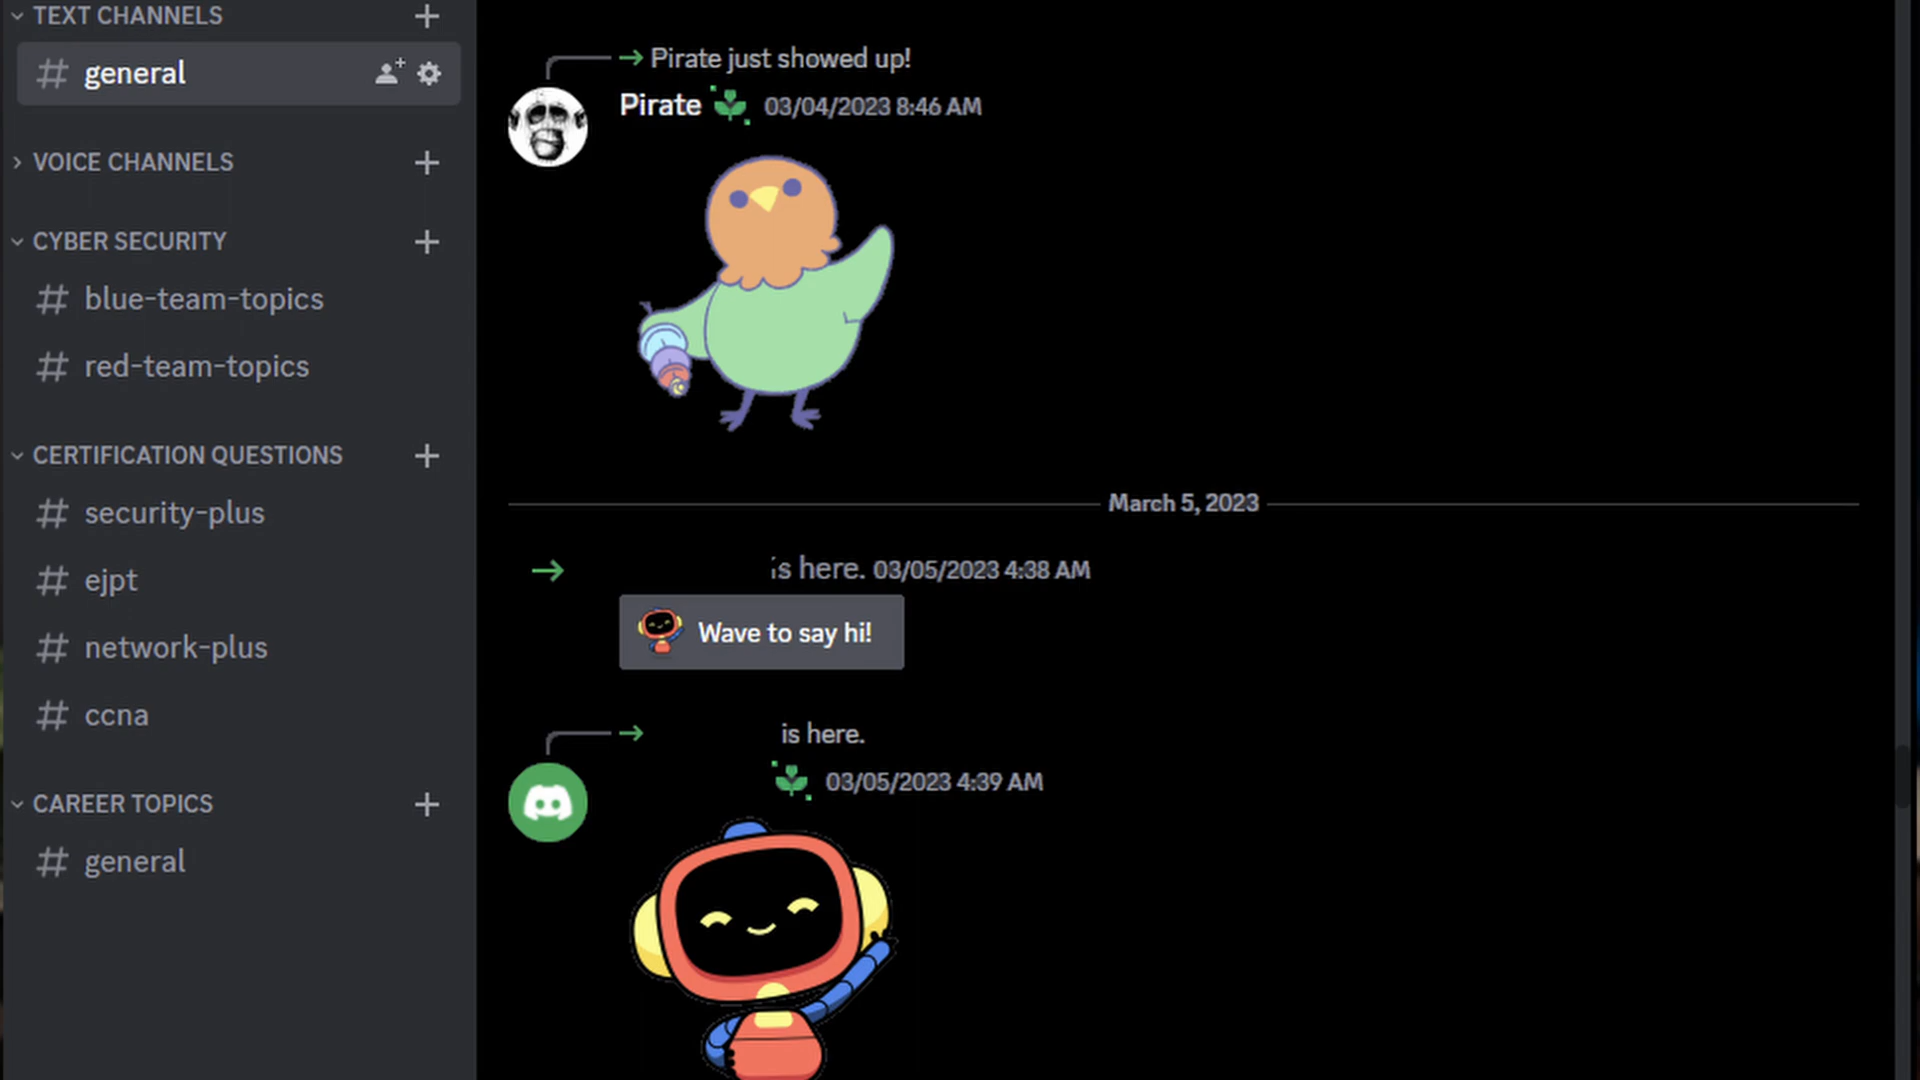 TEXT CHANNELS
# general
VOICE CHANNELS
CYBER SECURITY
# blue-team-topics
# red-team-topics
CERTIFICATION QUESTIONS
# security-plus
# ejpt
# network-plus
# ccna
CAREER TOPICS
# general
Pirate just showed up!
Pirate 03/04/2023 8:46 AM
March 5, 2023
is here. 03/05/2023 4:38 AM
Wave to say hi!
is here.
03/05/2023 4:39 AM